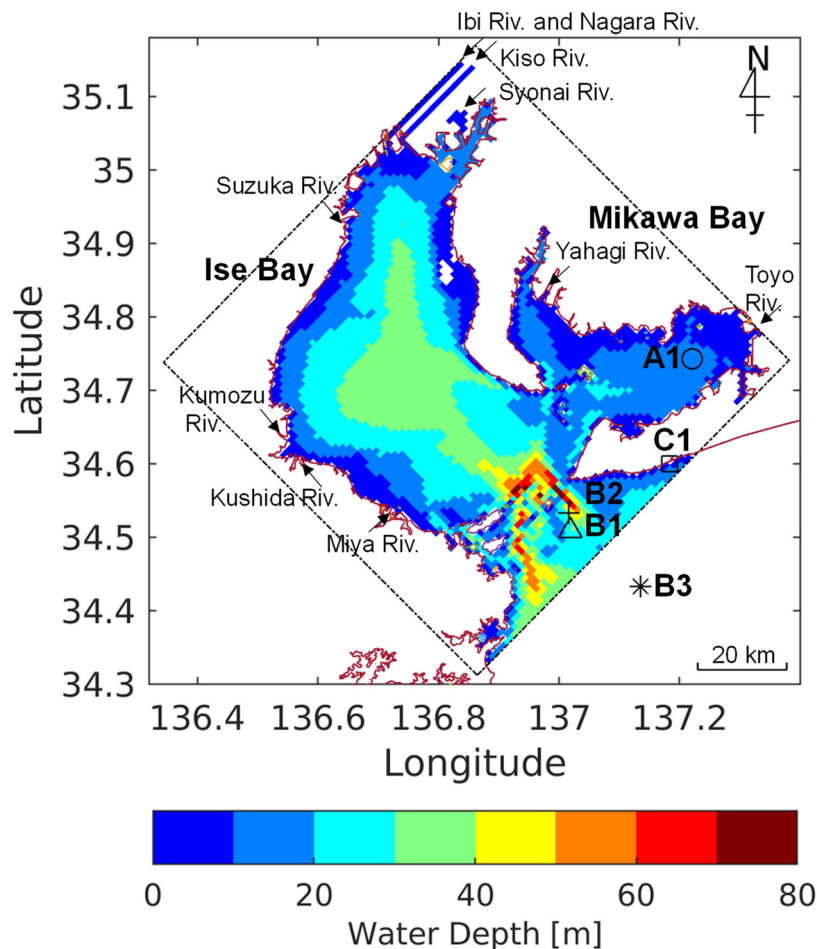 Ibi Riv. and Nagara Riv.
Kiso Riv.
N
Syonai Riv.
35.1
35
Suzuka Riv.
34.9
Mikawa Bay
Ise Bay
Yahagi Riv.
Toyo
Riv.
34.8
A1
34.7
Kumozu
Riv.
C1
34.6
Kushida Riv.
B2
B1
Miya Riv.
34.5
B3
34.4
20 km
34.3
136.4 136.6 136.8 137 137.2
Latitude
Longitude
0 20 40 60 80
Water Depth [m]